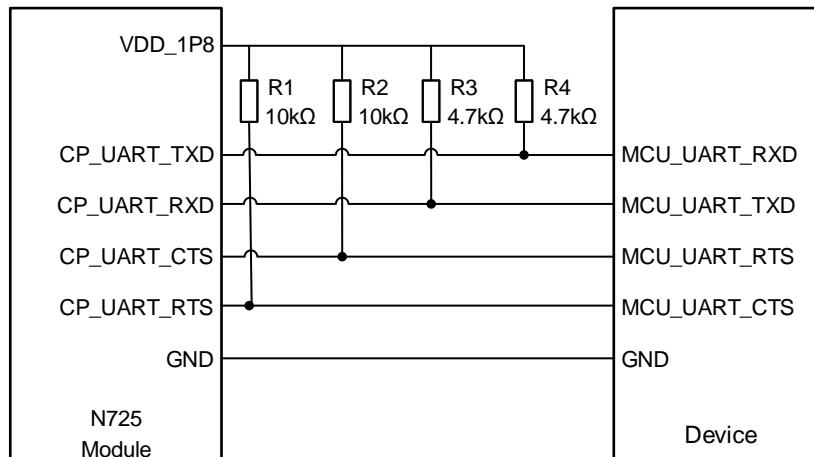 VDD_1P8
R1
10kΩ
R2
10kΩ
R3
4.7kΩ
R4
4.7kΩ
CP_UART_TXD
MCU_UART_RXD
CP_UART_RXD
MCU_UART_TXD
CP_UART_CTS
MCU_UART_RTS
CP_UART_RTS
MCU_UART_CTS
GND
GND
N725
Module
Device